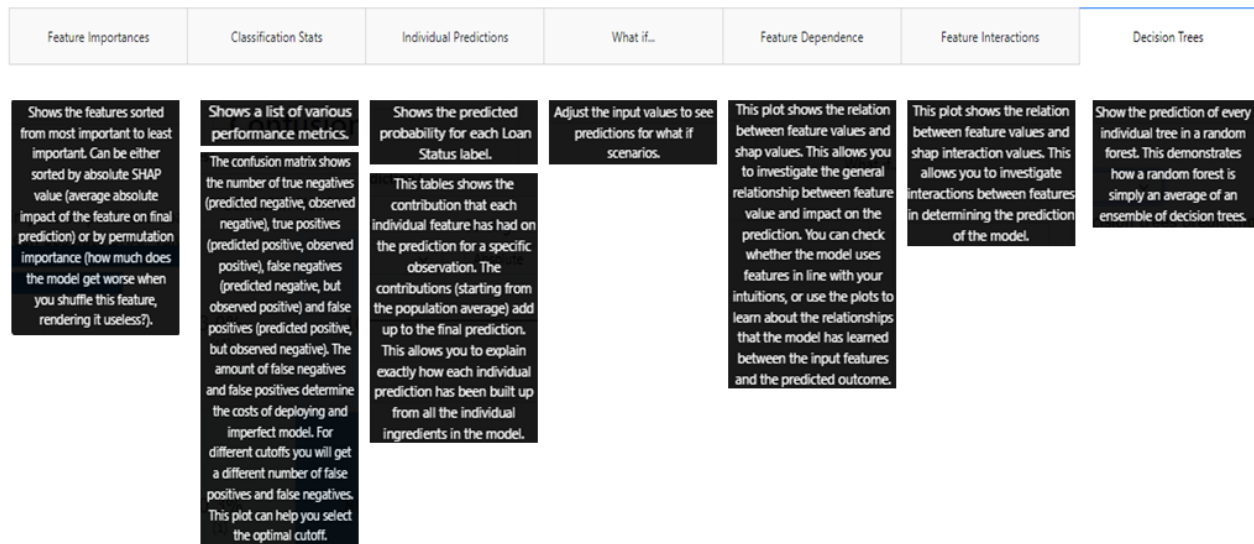 Feature Importances
Classification Stats
Individual Predictions
What if...
Feature Dependence
Feature Interactions
Decision Trees
Shows the features sorted
from most important to least
important. Can be either
sorted by absolute SHAP
value (average absolute
impact of the feature on final
prediction) or by permutation
importance (how much does
the model get worse when
you shuffle this feature,
rendering it useless?).
Shows a list of various
performance metrics.
The confusion matrix shows
the number of true negatives
(predicted negative, observed
negative), true positives
(predicted positive, observed
positive), false negatives
(predicted negative, but
observed positive) and false
positives (predicted positive,
but observed negative). The
amount of false negatives
and false positives determine
the costs of deploying and
imperfect model. For
different cutoffs you will get
a different number of false
positives and false negatives.
This plot can help you select
the optimal cutoff.
Shows the predicted
probability for each Loan
Status label.
This tables shows the
contribution that each
individual feature has had on
the prediction for a specific
observation. The
contributions (starting from
the population average) add
up to the final prediction.
This allows you to explain
exactly how each individual
prediction has been built up
from all the individual
ingredients in the model.
Adjust the input values to see
predictions for what if
scenarios.
This plot shows the relation
between feature values and
shap values. This allows you
to investigate the general
relationship between feature
value and impact on the
prediction. You can check
whether the model uses
features in line with your
intuitions, or use the plots to
learn about the relationships
that the model has learned
between the input features
and the predicted outcome.
This plot shows the relation
between feature values and
shap interaction values. This
allows you to investigate
interactions between features
in determining the prediction
of the model.
Show the prediction of every
individual tree in a random
forest. This demonstrates
how a random forest is
simply an average of an
ensemble of decision trees.